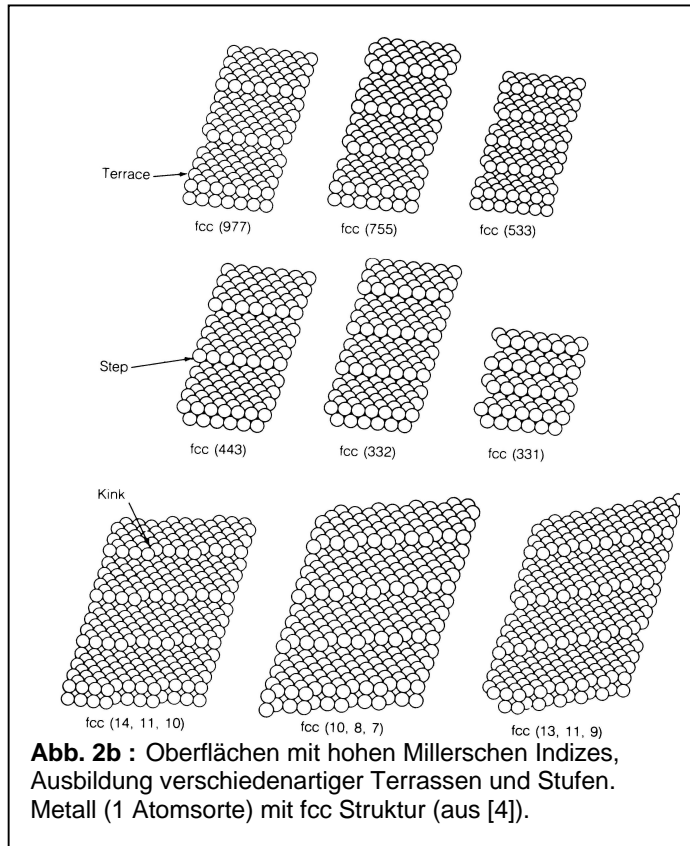 Terrace
fcc (977)
fcc (755)
fcc (533)
Step
fcc (443)
fcc (332)
fcc (331)
Kink
fcc (14, 11, 10)
fcc (10, 8, 7)
fcc (13, 11, 9)
Abb. 2b : Oberflächen mit hohen Millerschen Indizes,
Ausbildung verschiedenartiger Terrassen und Stufen.
Metall (1 Atomsorte) mit fcc Struktur (aus [4]).